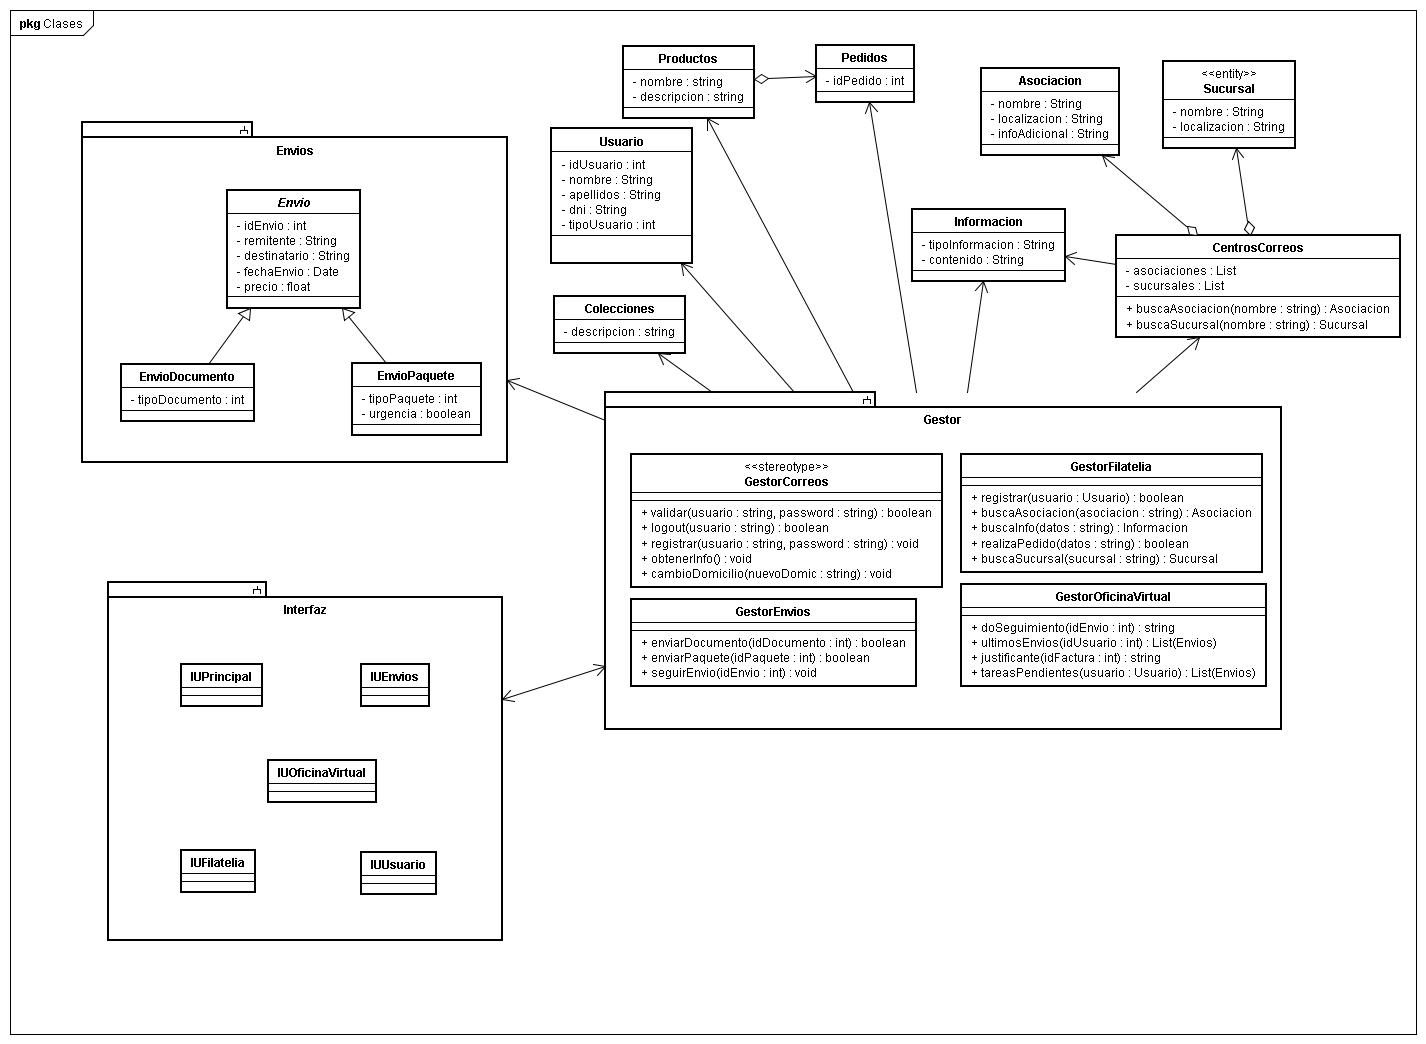 pkg Clases
Productos
- nombre : string
- descripcion : string
Pedidos
- idPedido : int
Asociacion
- nombre : String
- localizacion : String
- infoAdicional : String
<<entity>>
Sucursal
- nombre : String
- localizacion : String
Usuario
- idUsuario : int
- nombre : String
- apellidos : String
- dni : String
- tipoUsuario : int
Envios
Envio
- idEnvio : int
- remitente : String
- destinatario : String
- fechaEnvio : Date
- precio : float
EnvioDocumento
- tipoDocumento : int
EnvioPaquete
- tipoPaquete : int
- urgencia : boolean
Informacion
- tipoInformacion : String
- contenido : String
CentrosCorreos
- asociaciones : List
- sucursales : List
+ buscaAsociacion(nombre : string) : Asociacion
+ buscaSucursal(nombre : string) : Sucursal
Colecciones
- descripcion : string
Gestor
<<stereotype>>
GestorCorreos
+ validar(usuario : string, password : string) : boolean
+ logout(usuario : string) : boolean
+ registrar(usuario : string, password : string) : void
+ obtenerInfo() : void
+ cambioDomicilio(nuevoDomic : string) : void
GestorFilatelia
+ registrar(usuario : Usuario) : boolean
+ buscaAsociacion(asociacion : string) : Asociacion
+ buscaInfo(datos : string) : Informacion
+ realizaPedido(datos : string) : boolean
+ buscaSucursal(sucursal : string) : Sucursal
GestorEnvios
+ enviarDocumento(idDocumento : int) : boolean
+ enviarPaquete(idPaquete : int) : boolean
+ seguirEnvio(idEnvio : int) : void
GestorOficinaVirtual
+ doSeguimiento(idEnvio : int) : string
+ ultimosEnvios(idUsuario : int) : List(Envios)
+ justificante(idFactura : int) : string
+ tareasPendientes(usuario : Usuario) : List(Envios)
Interfaz
IUPrincipal
IUEnvios
IUOficinaVirtual
IUFilatelia
IUUsuario